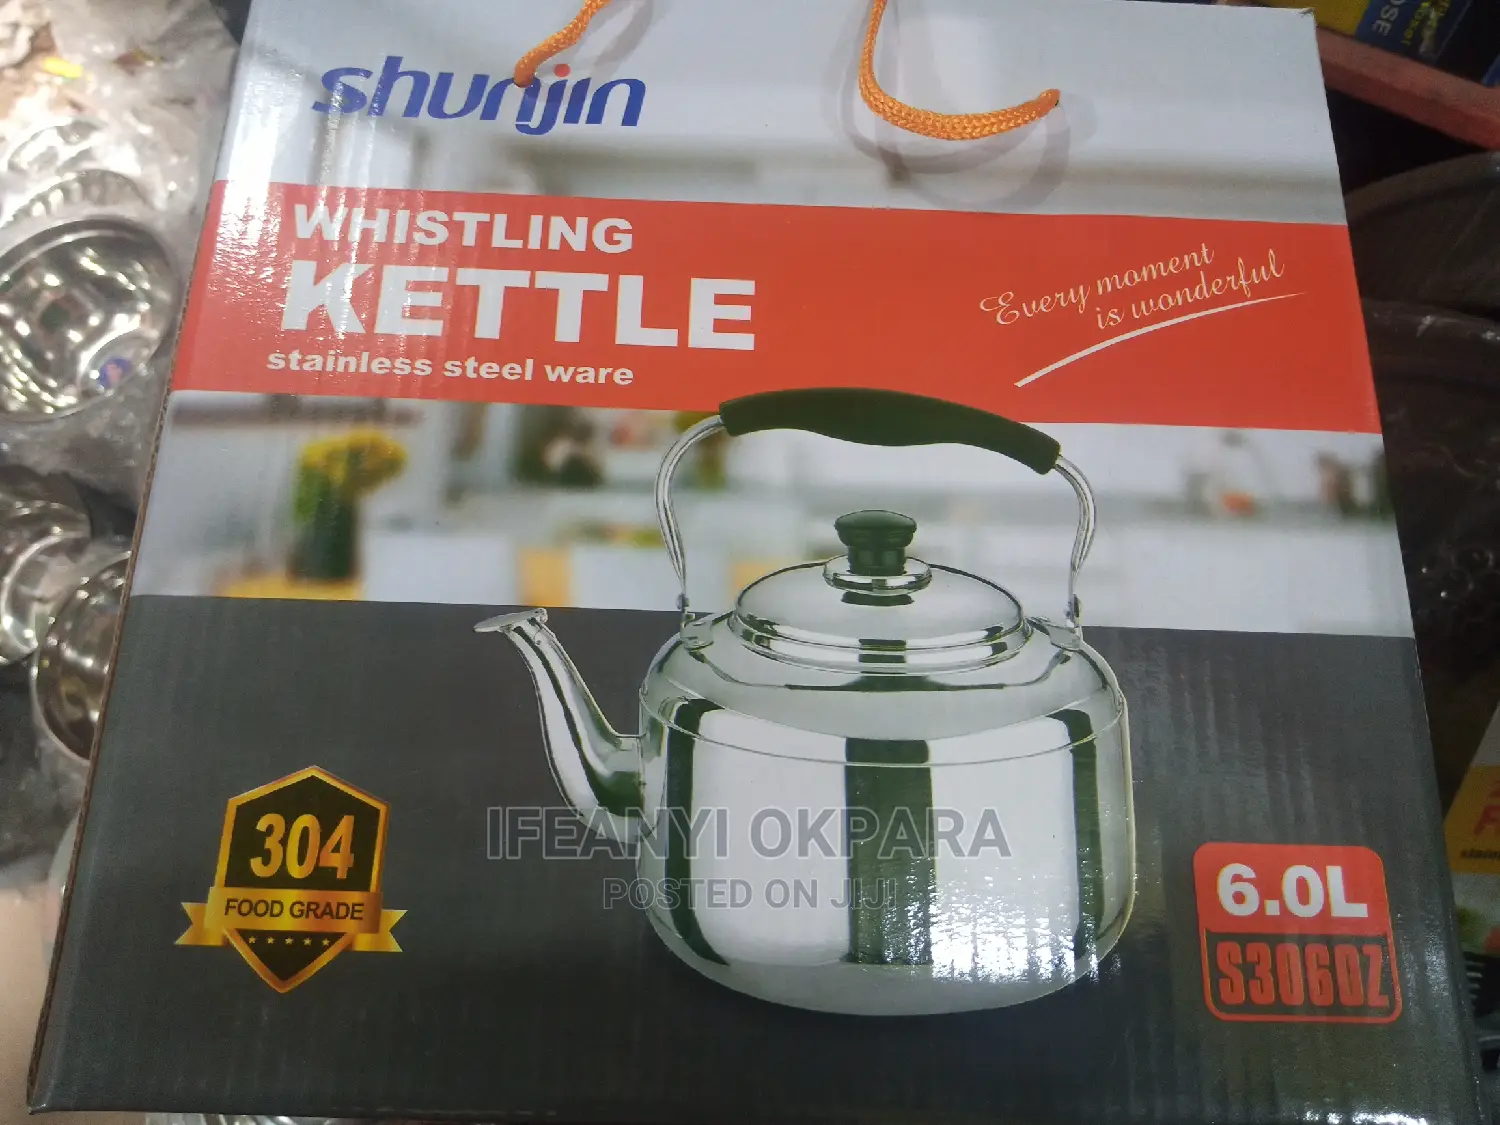 shunjin
WHISTLING
KETTLE
stainless steel ware
Every moment
is wonderful
304
FOOD GRADE
IFEANYI OKPARA
POSTED ON JIJI
6.0L
S3060Z